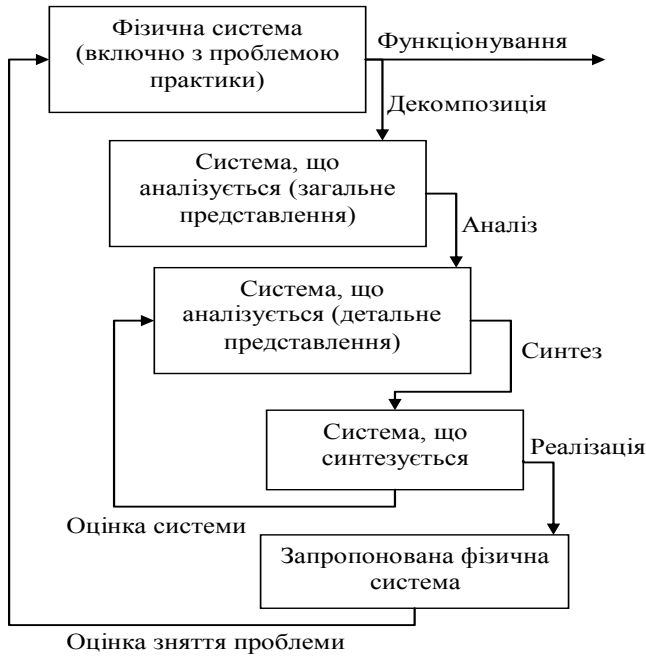 Фізична система
(включно з проблемою
практики)
Функціонування
Декомпозиція
Система, що
аналізується (загальне
представлення)
Аналіз
Система, що
аналізується (детальне
представлення)
Синтез
Система, що
синтезується
Реалізація
Оцінка системи
Запропонована фізична
система
Оцінка зняття проблеми